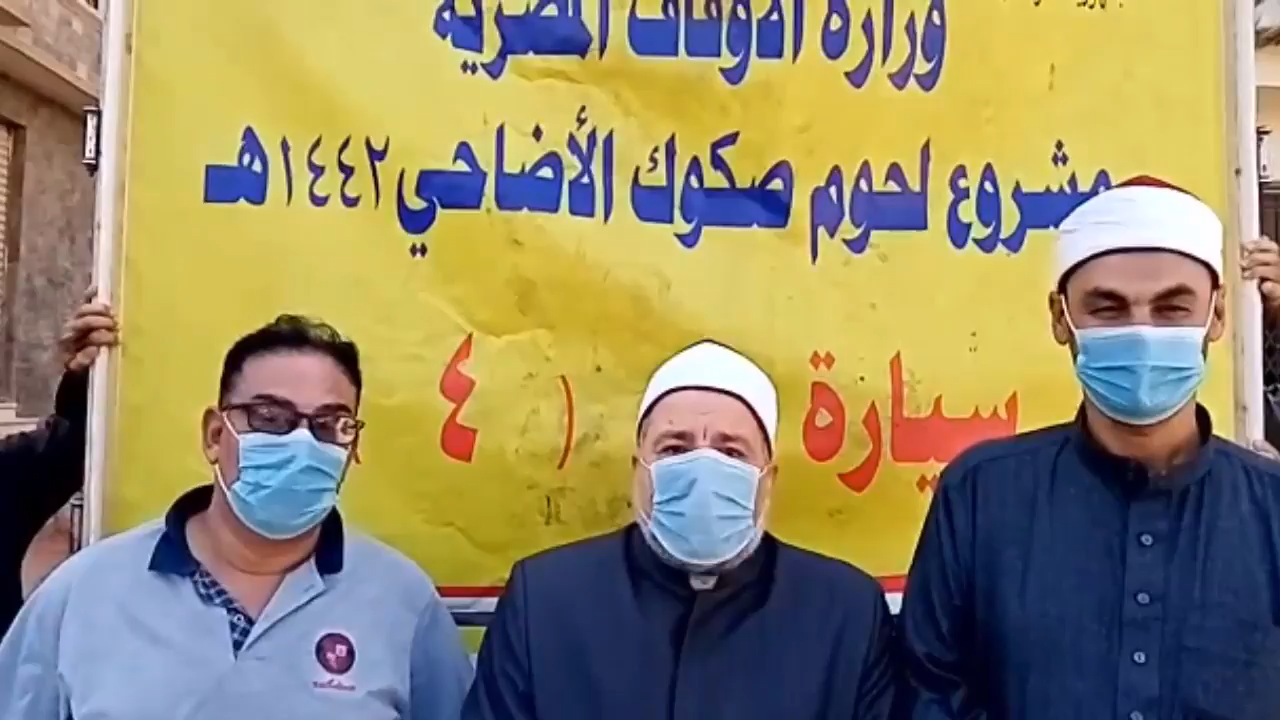 وزارة الأوقاف المصرية
مشروع لحوم صكوك الأضاحي ١٤٤٢هـ
سيارة ( ٤